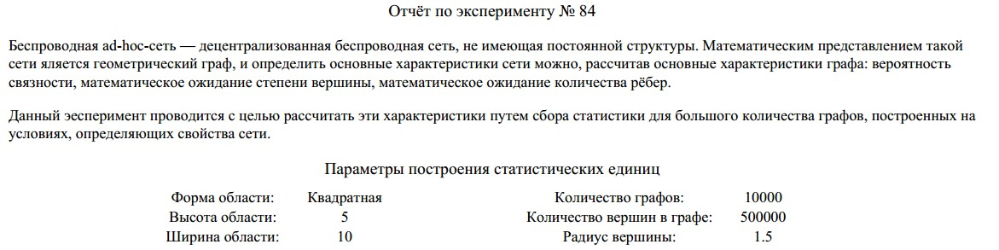 Отчёт по эксперименту № 84
Беспроводная ad-hoc-сеть — децентрализованная беспроводная сеть, не имеющая постоянной структуры. Математическим представлением такой
сети яляется геометрический граф, и определить основные характеристики сети можно, рассчитав основные характеристики графа: вероятность
связности, математическое ожидание степени вершины, математическое ожидание количества рёбер.
Данный эесперимент проводится с целью рассчитать эти характеристики путем сбора статистики для большого количества графов, построенных на
условиях, определяющих свойства сети.
Параметры построения статистических единиц
Форма области: Квадратная Количество графов: 10000
Высота области: 5 Количество вершин в графе: 500000
Ширина области: 10 Радиус вершины: 1.5